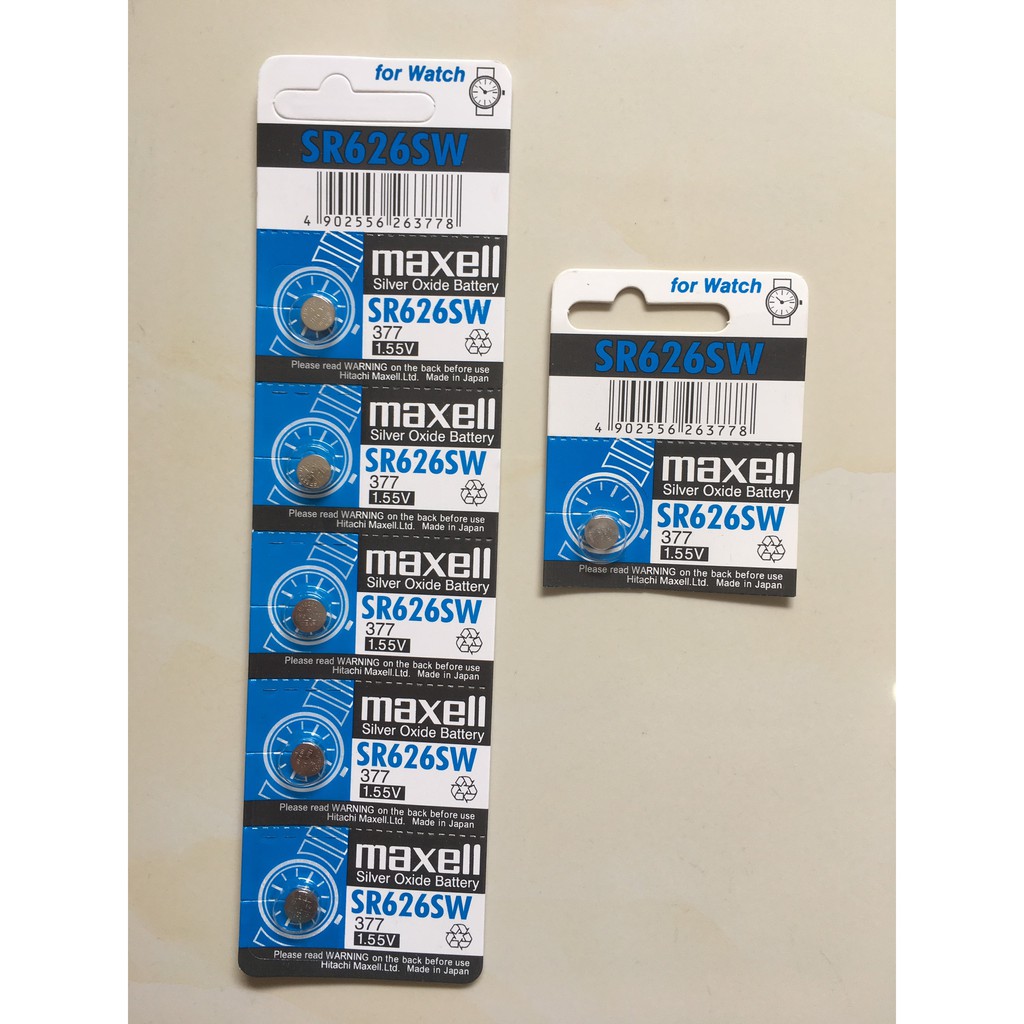 for Watch
SR626SW
4 902556 263778
maxell
Silver Oxide Battery
SR626SW
377
1.55V
Please read WARNING on the back before use
Hitachi Maxell.Ltd. Made in Japan
maxell
Silver Oxide Battery
SR626SW
377
1.55V
Please read WARNING on the back before use
Hitachi Maxell.Ltd. Made in Japan
maxell
Silver Oxide Battery
SR626SW
377
1.55V
Please read WARNING on the back before use
Hitachi Maxell.Ltd. Made in Japan
maxell
Silver Oxide Battery
SR626SW
377
1.55V
Please read WARNING on the back before use
Hitachi Maxell.Ltd. Made in Japan
maxell
Silver Oxide Battery
SR626SW
377
1.55V
Please read WARNING on the back before use
Hitachi Maxell.Ltd. Made in Japan
for Watch
SR626SW
4 902556 263778
maxell
Silver Oxide Battery
SR626SW
377
1.55V
Please read WARNING on the back before use
Hitachi Maxell.Ltd. Made in Japan